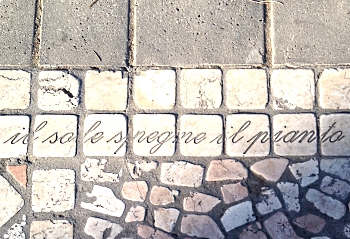 il sole spegne il pianto